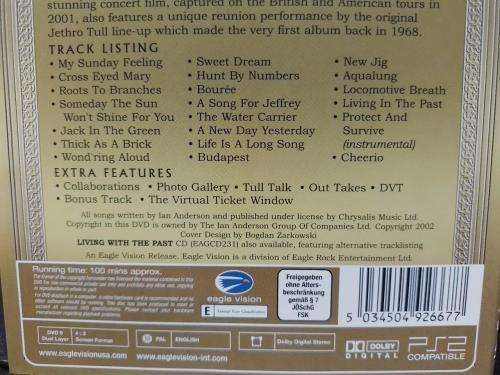 stunning concert film, captured on the British and American tours in
2001, also features a unique reunion performance by the original
Jethro Tull line-up which made the very first album back in 1968.
TRACK LISTING
• My Sunday Feeling
• Cross Eyed Mary
• Roots To Branches
• Someday The Sun
Won't Shine For You
• Jack In The Green
• Thick As A Brick
• Wond'ring Aloud
• Sweet Dream
• Hunt By Numbers
• Bourée
• A Song For Jeffrey
• The Water Carrier
• A New Day Yesterday
• Life Is A Long Song
• Budapest
• New Jig
• Aqualung
• Locomotive Breath
• Living In The Past
• Protect And
Survive
(instrumental)
• Cheerio
EXTRA FEATURES
• Collaborations • Photo Gallery • Tull Talk • Out Takes • DVT
• Bonus Track • The Virtual Ticket Window
All songs written by Ian Anderson and published under license by Chrysalis Music Ltd.
Copyright in this DVD is owned by The Ian Anderson Group Of Companies Ltd. Copyright 2002
Cover Design by Bogdan Zarkowski
LIVING WITH THE PAST CD (EAGCD231) also available, featuring alternative tracklisting
An Eagle Vision Release. Eagle Vision is a division of Eagle Rock Entertainment Ltd.
Running time: 100 mins approx.
eagle vision
E
Freigegeben
ohne Alters-
beschränkung
gemäß § 7
JÖSchG
FSK
5 034504 926677
DVD 9
Dual Layer
4:3
Screen Format
PAL
ENGLISH
Dolby Digital Stereo
www.eaglevisionusa.com
www.eaglevision-int.com
DOLBY
DIGITAL
PS2
COMPATIBLE